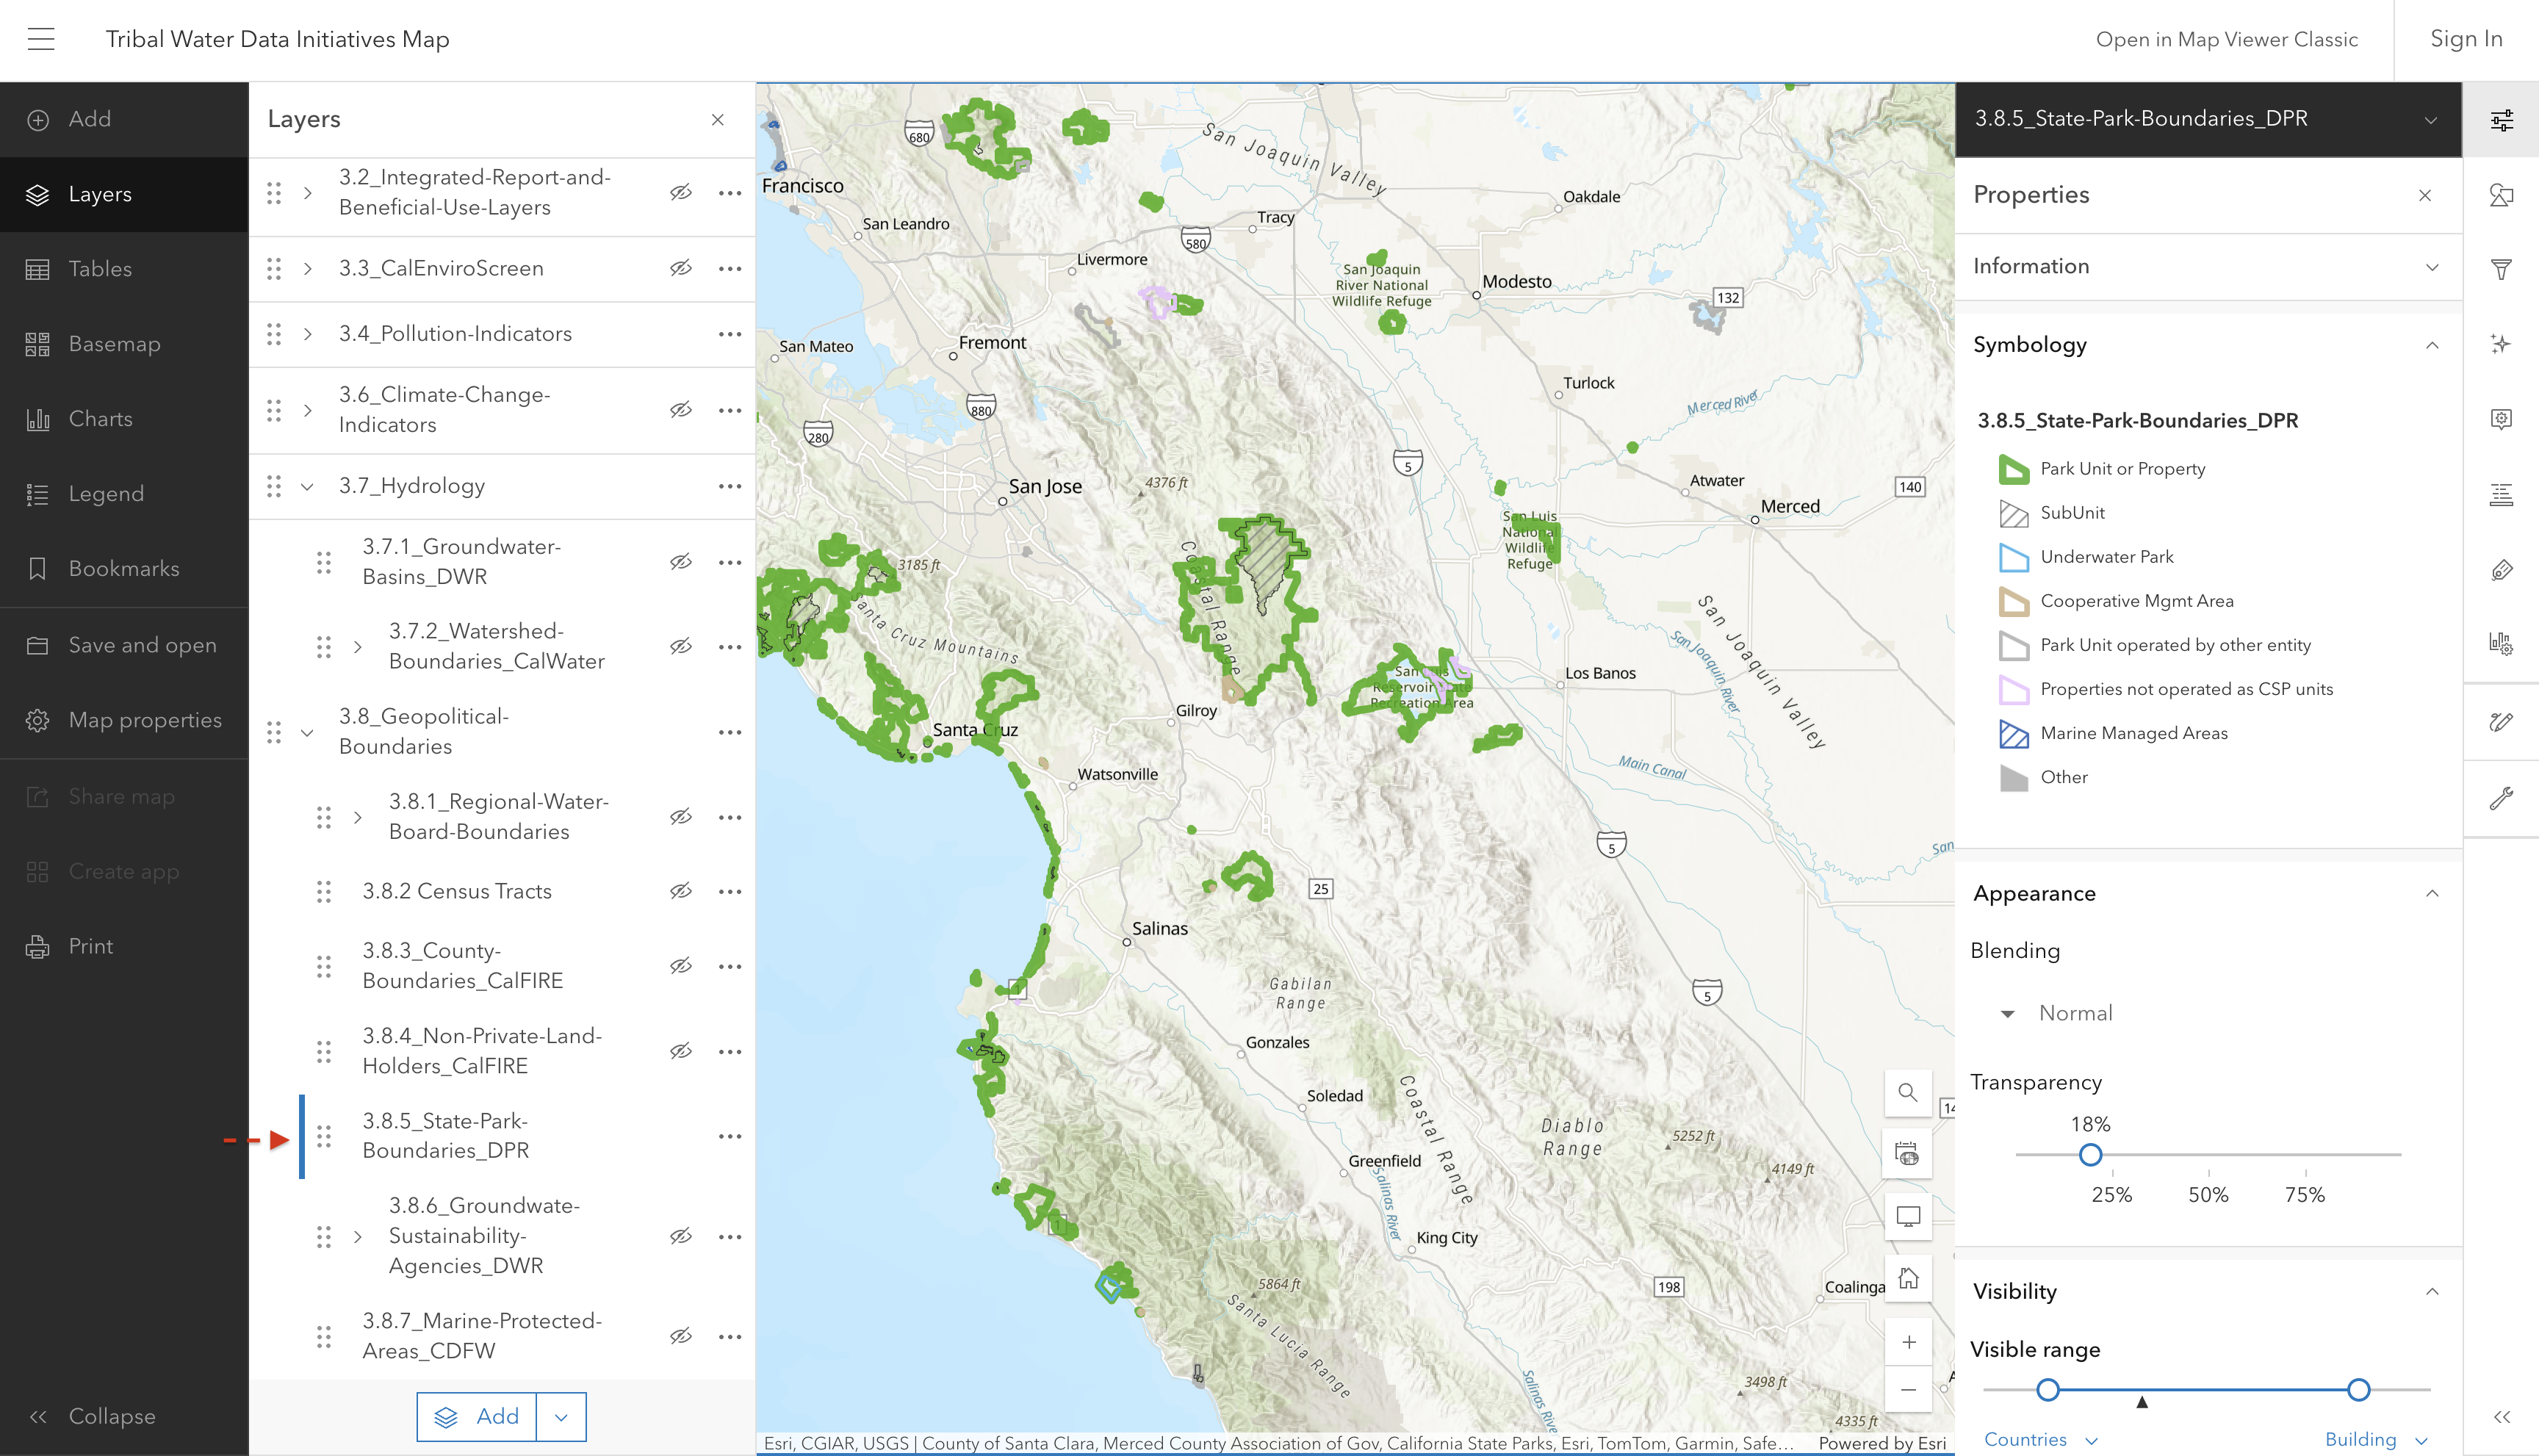 Tribal Water Data Initiatives Map
Open in Map Viewer Classic
Sign In
Add
Layers
Tables
Basemap
Charts
Legend
Bookmarks
Save and open
Map properties
Share map
Create app
Print
Collapse
Layers
3.2_Integrated-Report-and-
Beneficial-Use-Layers
3.3_CalEnviroScreen
3.4_Pollution-Indicators
3.6_Climate-Change-
Indicators
3.7_Hydrology
3.7.1_Groundwater-
Basins_DWR
3.7.2_Watershed-
Boundaries_CalWater
3.8_Geopolitical-
Boundaries
3.8.1_Regional-Water-
Board-Boundaries
3.8.2 Census Tracts
3.8.3_County-
Boundaries_CalFIRE
3.8.4_Non-Private-Land-
Holders_CalFIRE
3.8.5_State-Park-
Boundaries_DPR
3.8.6_Groundwate-
Sustainability-
Agencies_DWR
3.8.7_Marine-Protected-
Areas_CDFW
Add
680
San Joaquin Valley
Francisco
Oakdale
San Leandro
Tracy
580
Livermore
San Joaquin
River National
Wildlife Refuge
Modesto
132
San Mateo
Fremont
Turlock
Merced River
880
280
5
4376 ft
San Jose
Atwater
140
Merced
San Luis
National
Wildlife
Refuge
3185 ft
Coastal Range
Santa Cruz Mountains
San Joaquin Valley
San Joaquin River
San Luis
Reservoir State
Recreation Area
Los Banos
Gilroy
Santa Cruz
Main Canal
Watsonville
5
San
25
Salinas
1
Gabilan
Range
5
Gonzales
Soledad
Coastal Range
Diablo
Range
5252 ft
4149 ft
14
Greenfield
Salinas River
1
King City
5864 ft
198
Coalinga
Santa Lucia Range
3498 ft
Salinas Rive
A
4335 ft
Esri, CGIAR, USGS | County of Santa Clara, Merced County Association of Gov, California State Parks, Esri, TomTom, Garmin, Safe...
Powered by Esri
3.8.5_State-Park-Boundaries_DPR
Properties
Information
Symbology
3.8.5_State-Park-Boundaries_DPR
Park Unit or Property
SubUnit
Underwater Park
Cooperative Mgmt Area
Park Unit operated by other entity
Properties not operated as CSP units
Marine Managed Areas
Other
Appearance
Blending
Normal
Transparency
18%
25%
50%
75%
Visibility
Visible range
Countries
Building